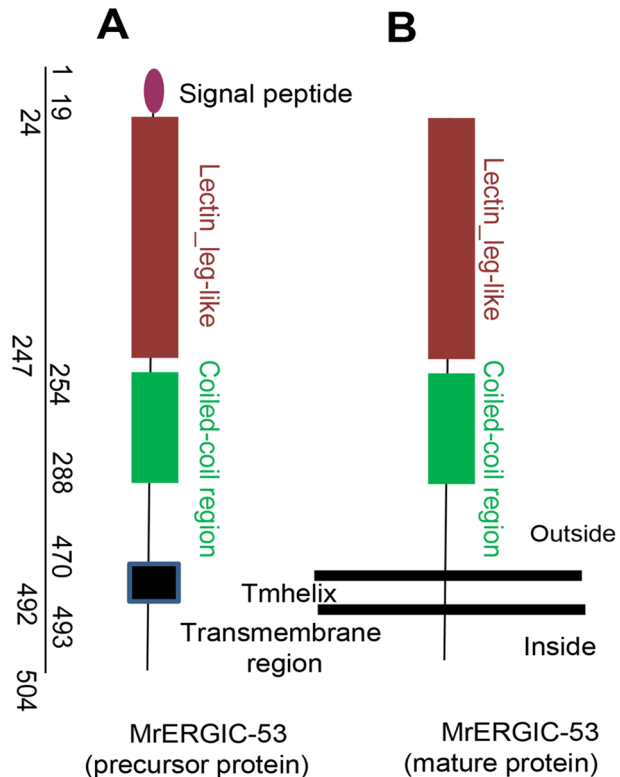 A
B
1
19
24
Signal peptide
Lectin_leg-like
Lectin_leg-like
247
254
Coiled-coil region
Coiled-coil region
288
470
Outside
Tmhelix
492
493
Transmembrane
region
Inside
504
MrERGIC-53
(precursor protein)
MrERGIC-53
(mature protein)